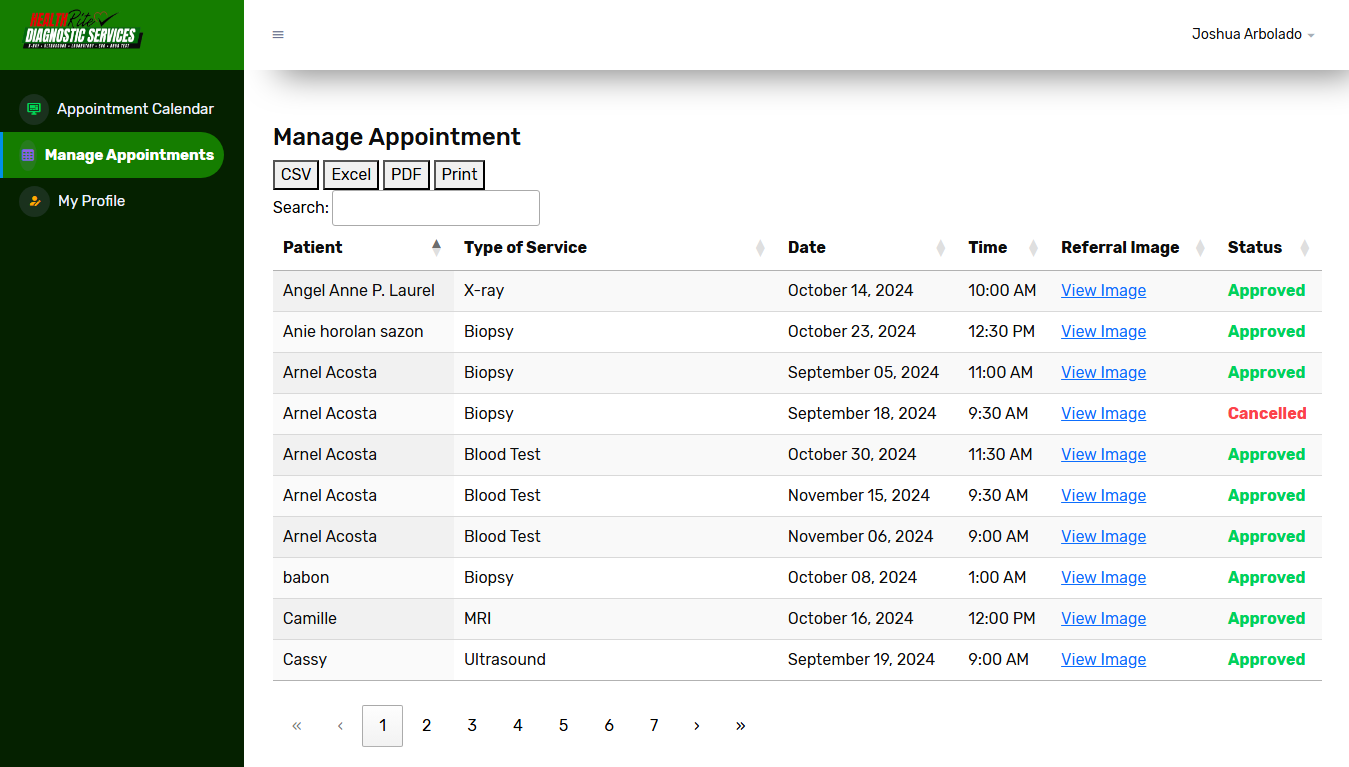 HEALTHRite
DIAGNOSTIC SERVICES
X-RAY • ULTRASOUND • LABORATORY • ECG • DRUG TEST
Joshua Arbolado
Appointment Calendar
Manage Appointments
My Profile
Manage Appointment
CSV Excel PDF Print
Search:
Patient Type of Service Date Time Referral Image Status
Angel Anne P. Laurel X-ray October 14, 2024 10:00 AM View Image Approved
Anie horolan sazon Biopsy October 23, 2024 12:30 PM View Image Approved
Arnel Acosta Biopsy September 05, 2024 11:00 AM View Image Approved
Arnel Acosta Biopsy September 18, 2024 9:30 AM View Image Cancelled
Arnel Acosta Blood Test October 30, 2024 11:30 AM View Image Approved
Arnel Acosta Blood Test November 15, 2024 9:30 AM View Image Approved
Arnel Acosta Blood Test November 06, 2024 9:00 AM View Image Approved
babon Biopsy October 08, 2024 1:00 AM View Image Approved
Camille MRI October 16, 2024 12:00 PM View Image Approved
Cassy Ultrasound September 19, 2024 9:00 AM View Image Approved
« ‹ 1 2 3 4 5 6 7 › »